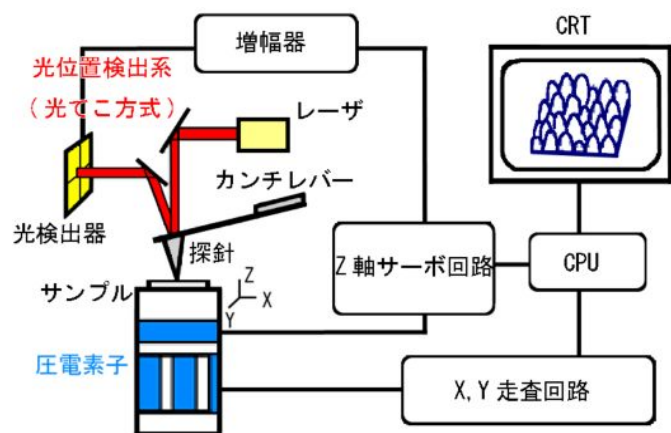 CRT
増幅器
光位置検出系
(光てこ方式)
レーザ
カンチレバー
光検出器
探針
Z軸サーボ回路
CPU
サンプル
Z
X
Y
圧電素子
X,Y走査回路